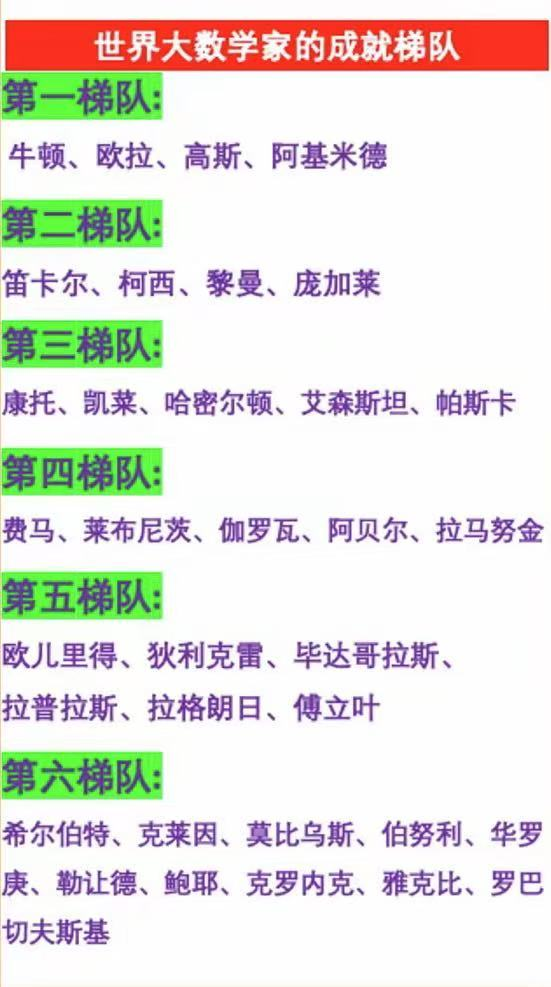 世界大数学家的成就梯队
第一梯队:
牛顿、欧拉、高斯、阿基米德
第二梯队:
笛卡尔、柯西、黎曼、庞加莱
第三梯队:
康托、凯莱、哈密尔顿、艾森斯坦、帕斯卡
第四梯队:
费马、莱布尼茨、伽罗瓦、阿贝尔、拉马努金
第五梯队:
欧儿里得、狄利克雷、毕达哥拉斯、
拉普拉斯、拉格朗日、傅立叶
第六梯队:
希尔伯特、克莱因、莫比乌斯、伯努利、华罗
庚、勒让德、鲍耶、克罗内克、雅克比、罗巴
切夫斯基